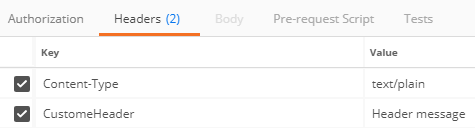 Authorization Headers (2) Body Pre-request Script Tests
Key Value
Content-Type text/plain
CustomeHeader Header message